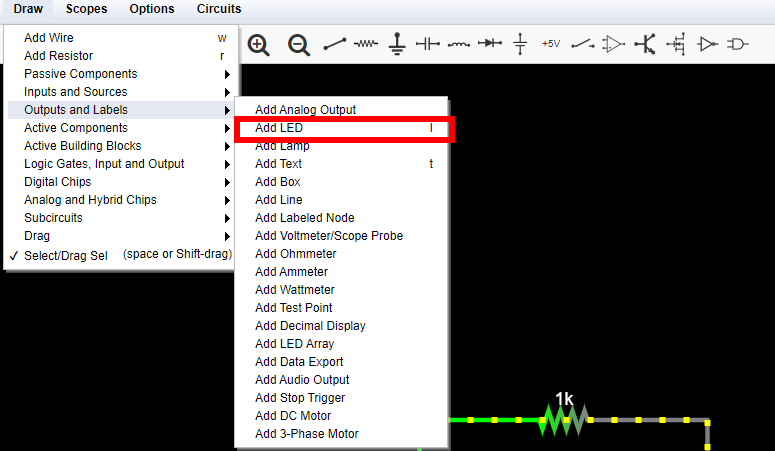 Draw Scopes Options Circuits
+5V
Add Wire w
Add Resistor r
Passive Components
Inputs and Sources
Outputs and Labels
Active Components
Active Building Blocks
Logic Gates, Input and Output
Digital Chips
Analog and Hybrid Chips
Subcircuits
Drag
✓ Select/Drag Sel (space or Shift-drag)
Add Analog Output
Add LED l
Add Lamp
Add Text t
Add Box
Add Line
Add Labeled Node
Add Voltmeter/Scope Probe
Add Ohmmeter
Add Ammeter
Add Wattmeter
Add Test Point
Add Decimal Display
Add LED Array
Add Data Export
Add Audio Output
Add Stop Trigger
Add DC Motor
Add 3-Phase Motor
1k